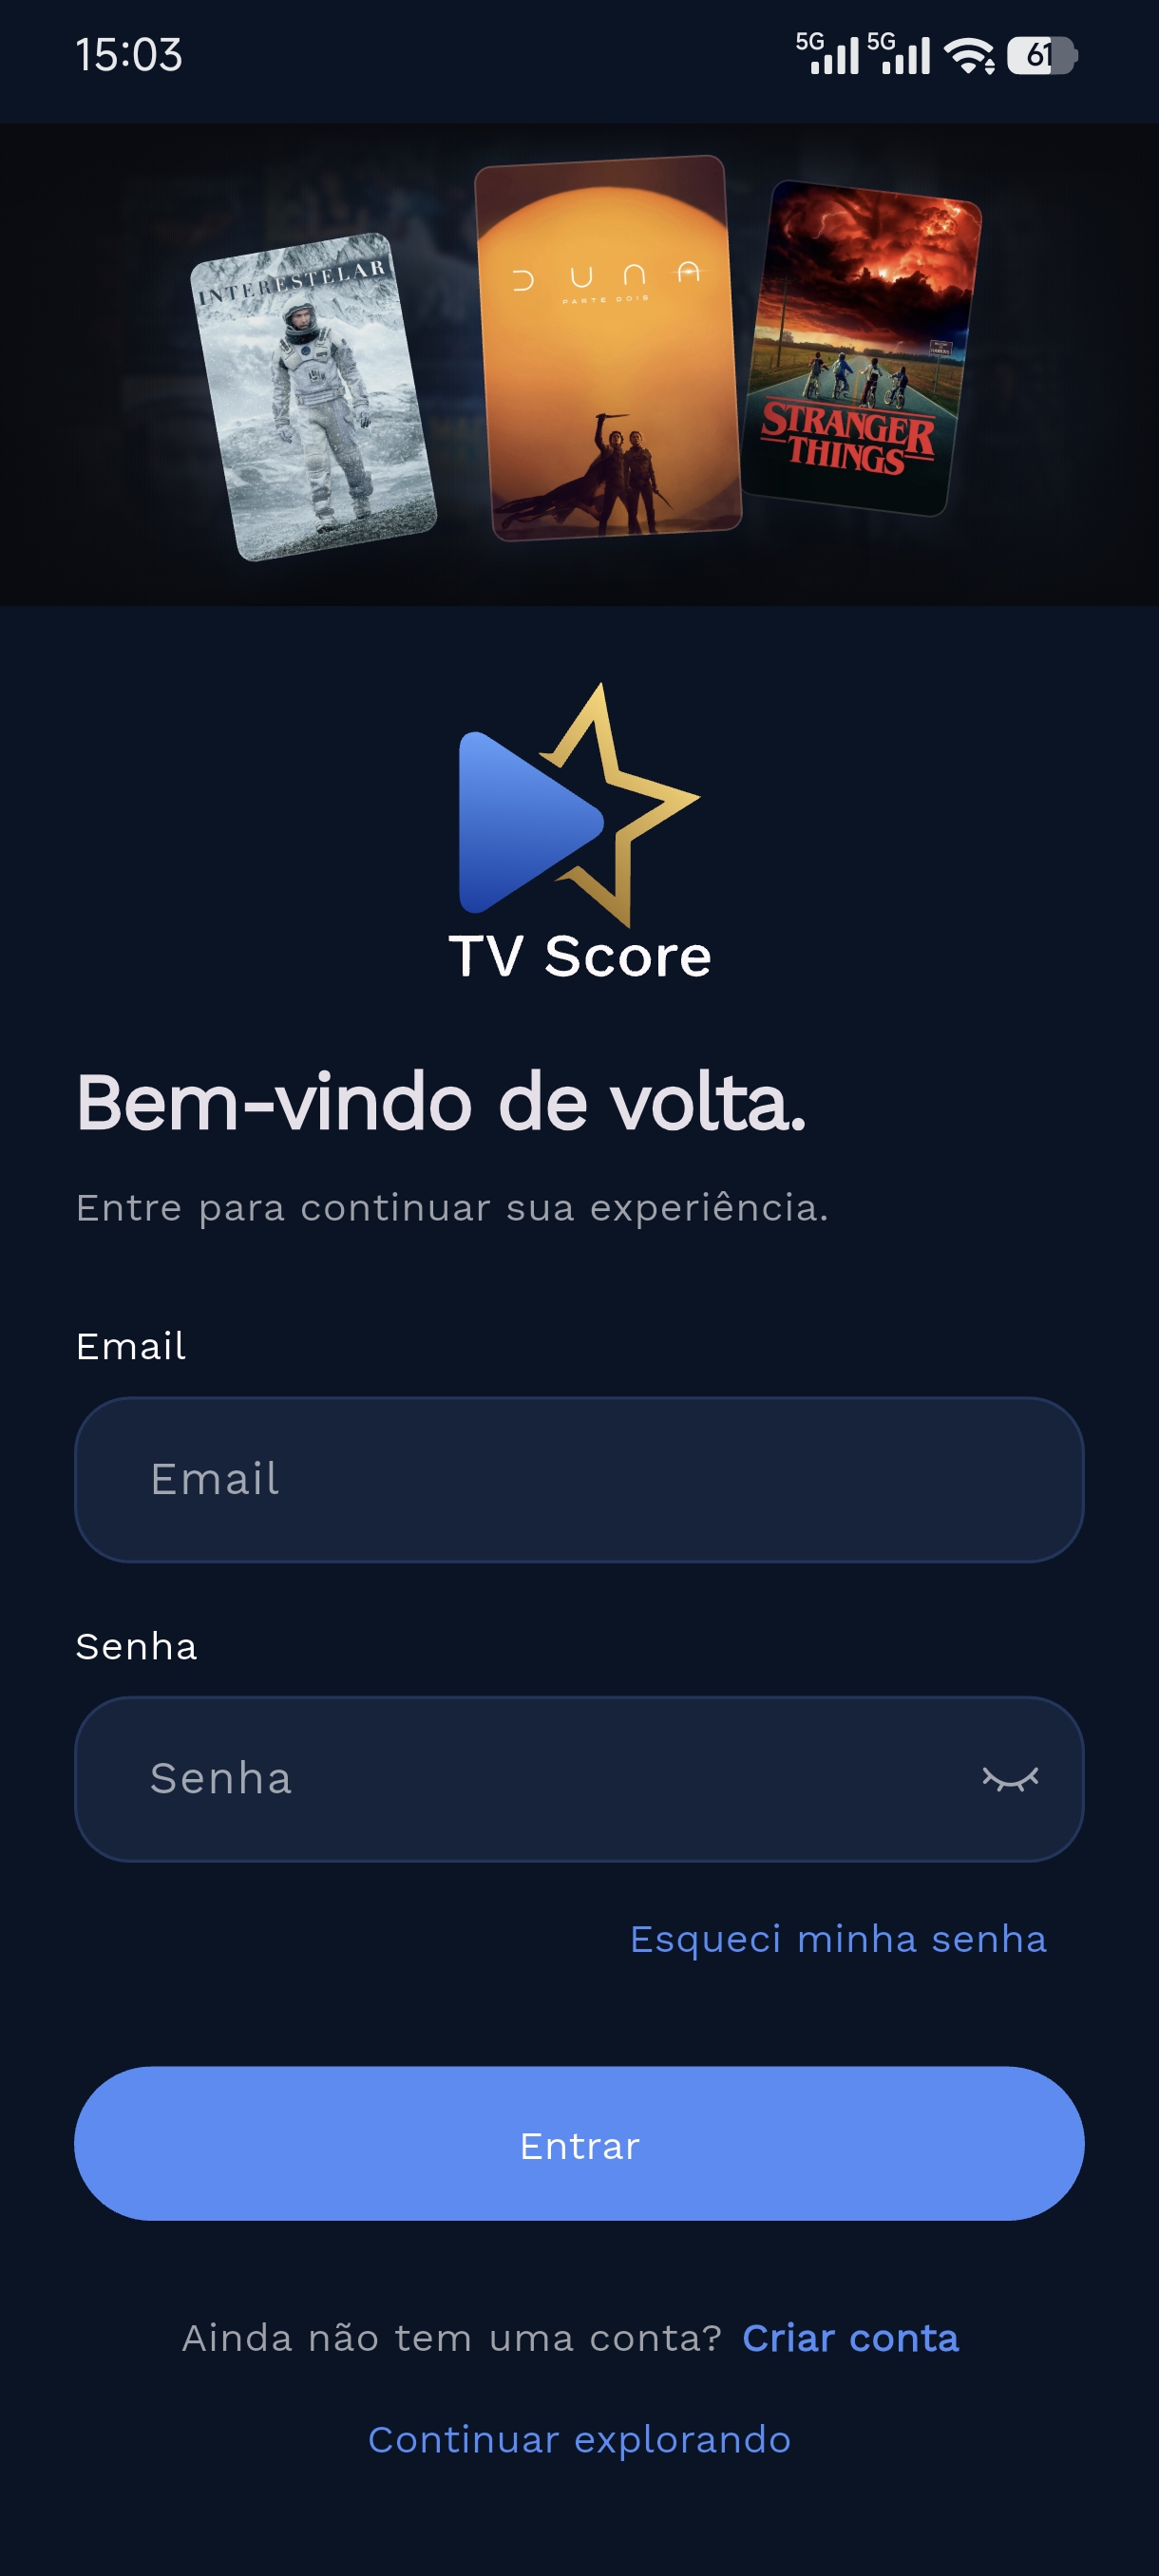 15:03
5G 5G 61
INTERESTELAR
DUNA
PARTE DOIS
STRANGER
THINGS
TV Score
Bem-vindo de volta.
Entre para continuar sua experiência.
Email
Email
Senha
Senha
Esqueci minha senha
Entrar
Ainda não tem uma conta? Criar conta
Continuar explorando